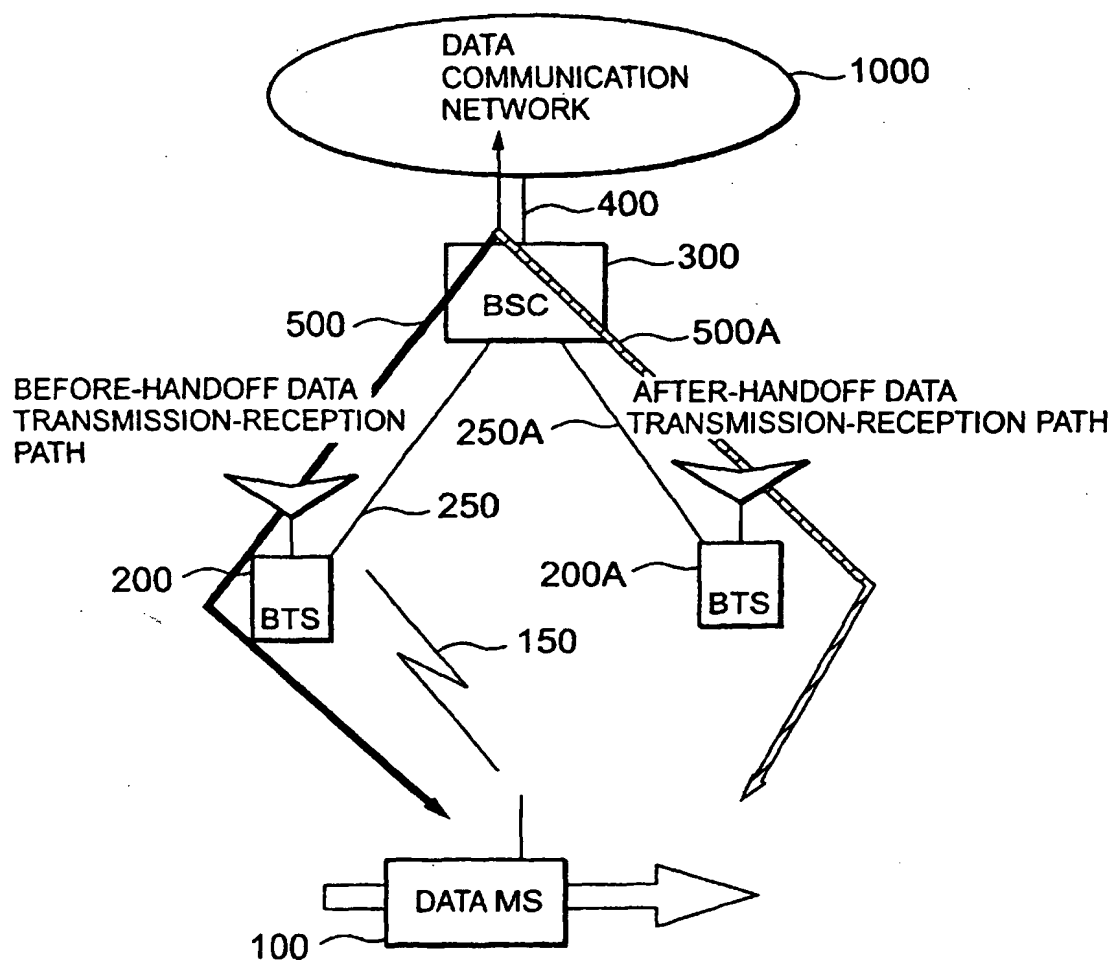 DATA
COMMUNICATION
NETWORK
1000
400
300
BSC
500
500A
BEFORE-HANDOFF DATA
TRANSMISSION-RECEPTION
PATH
AFTER-HANDOFF DATA
TRANSMISSION-RECEPTION PATH
250A
250
200
BTS
200A
BTS
150
DATA MS
100